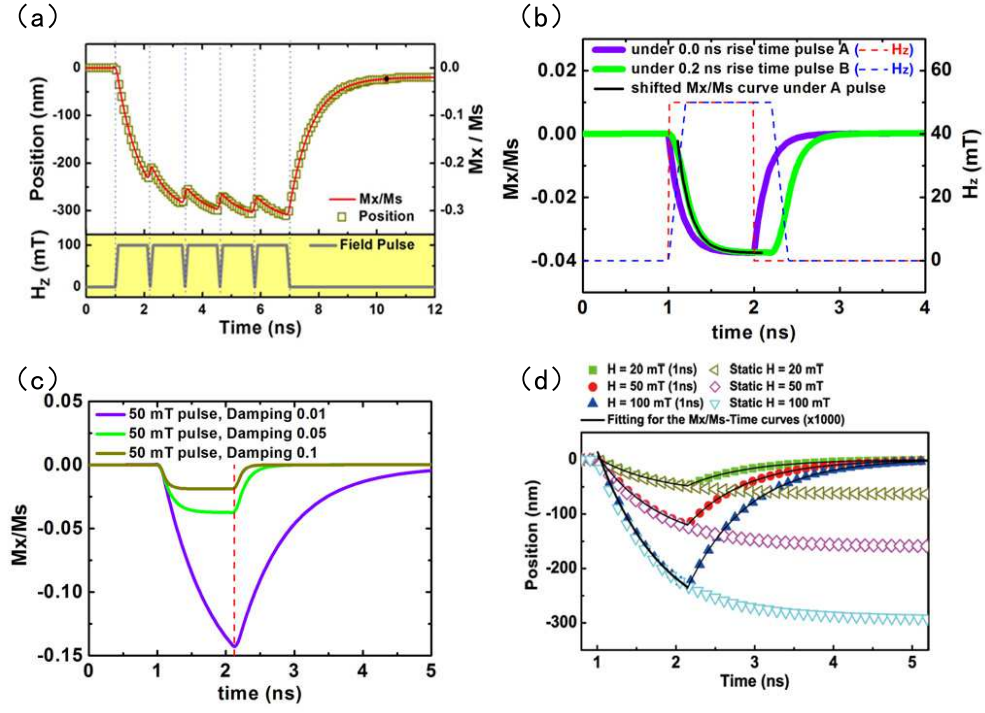 (a)
0
-100
-200
-300
Position (nm)
0.0
-0.1
-0.2
-0.3
Mx / Ms
Mx/Ms
Position
Field Pulse
100
0
Hz (mT)
0 2 4 6 8 10 12
Time (ns)
(b)
under 0.0 ns rise time pulse A (--- Hz)
under 0.2 ns rise time pulse B (--- Hz)
shifted Mx/Ms curve under A pulse
0.02
0.00
-0.02
-0.04
Mx/Ms
60
40
20
0
Hz (mT)
0 1 2 3 4
time (ns)
(c)
50 mT pulse, Damping 0.01
50 mT pulse, Damping 0.05
50 mT pulse, Damping 0.1
0.05
0.00
-0.05
-0.10
-0.15
Mx/Ms
0 1 2 3 4 5
time (ns)
(d)
H = 20 mT (1ns) Static H = 20 mT
H = 50 mT (1ns) Static H = 50 mT
H = 100 mT (1ns) Static H = 100 mT
Fitting for the Mx/Ms-Time curves (x1000)
0
-100
-200
-300
Position (nm)
1 2 3 4 5
Time (ns)